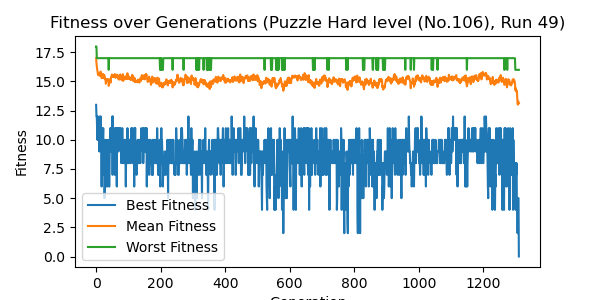 Fitness over Generations (Puzzle Hard level (No.106), Run 49)
Fitness
17.5
15.0
12.5
10.0
7.5
5.0
2.5
0.0
Best Fitness
Mean Fitness
Worst Fitness
0
200
400
600
800
1000
1200
Generation